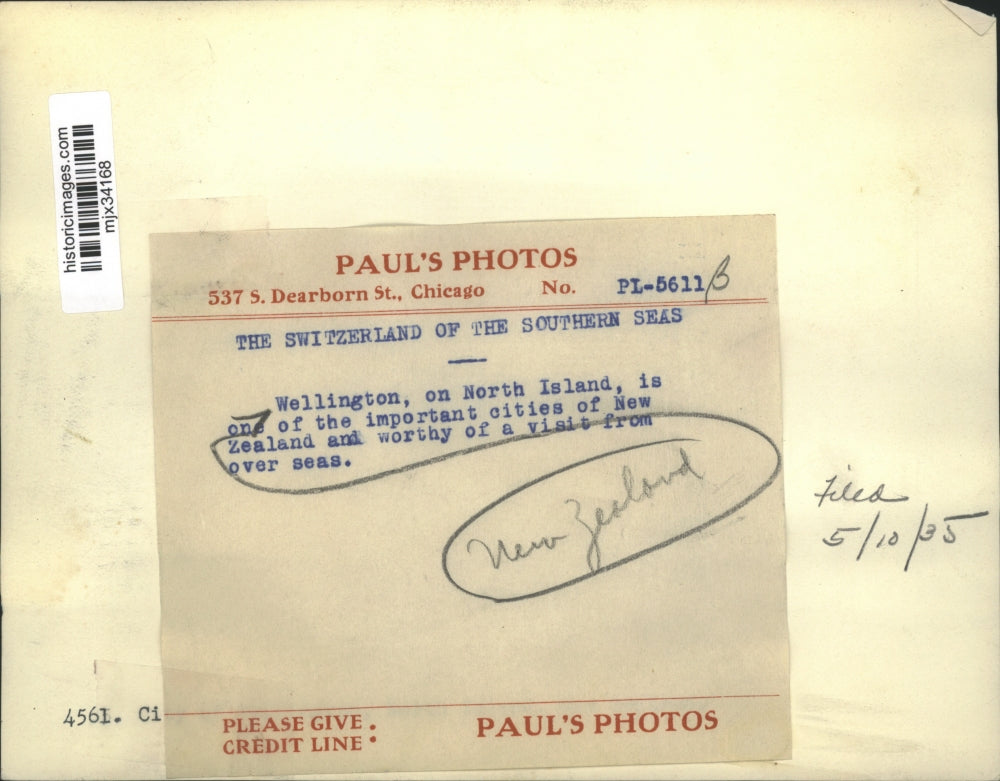 historicimages.com
mjx34168
PAUL'S PHOTOS
537 S. Dearborn St., Chicago No. PL-5611 B
THE SWITZERLAND OF THE SOUTHERN SEAS
Wellington, on North Island, is
one of the important cities of New
Zealand and worthy of a visit from
over seas.
New Zealand
Filed
5/10/35
4561. Ci
PLEASE GIVE :
CREDIT LINE
PAUL'S PHOTOS